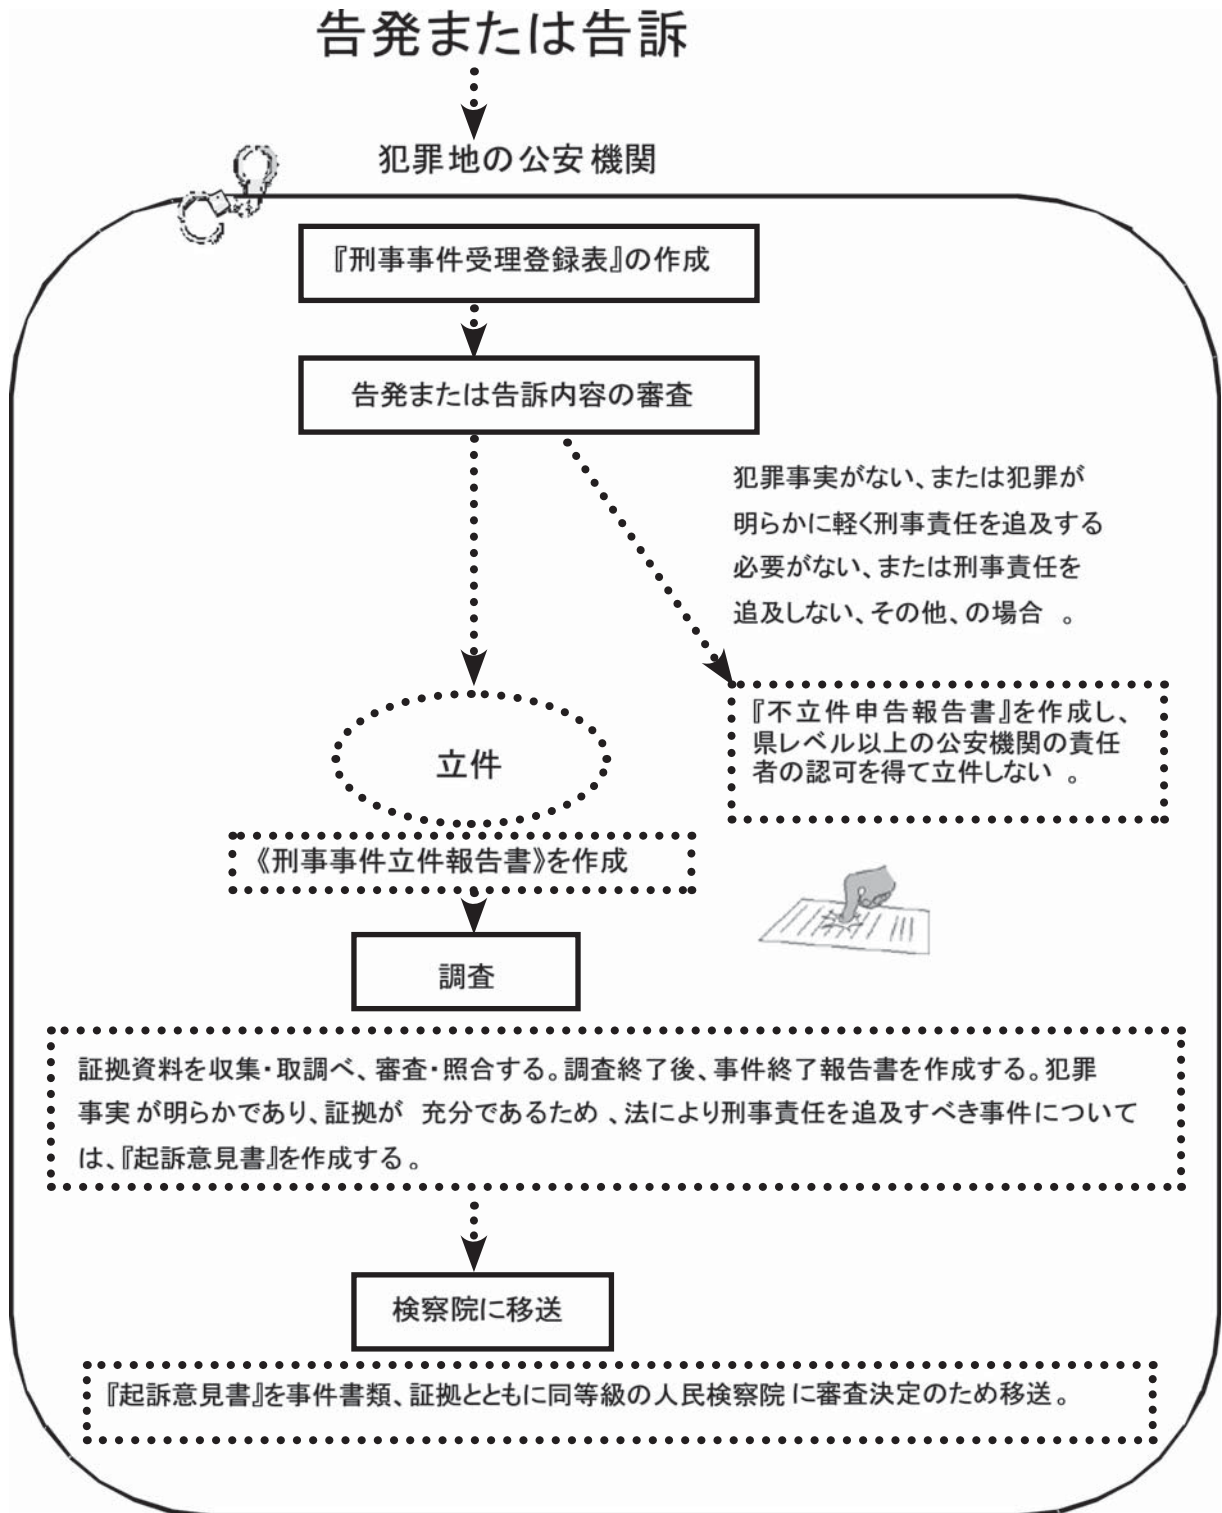 告発または告訴
犯罪地の公安機関
『刑事事件受理登録表』の作成
告発または告訴内容の審査
犯罪事実がない、または犯罪が
明らかに軽く刑事責任を追及する
必要がない、または刑事責任を
追及しない、その他、の場合 。
『不立件申告報告書』を作成し、
県レベル以上の公安機関の責任
者の認可を得て立件しない 。
立件
《刑事事件立件報告書》を作成
調査
証拠資料を収集・取調べ、審査・照合する。調査終了後、事件終了報告書を作成する。犯罪
事実が明らかであり、証拠が 充分であるため 、法により刑事責任を追及すべき事件について
は、『起訴意見書』を作成する。
検察院に移送
『起訴意見書』を事件書類、証拠とともに同等級の人民検察院に審査決定のため移送。